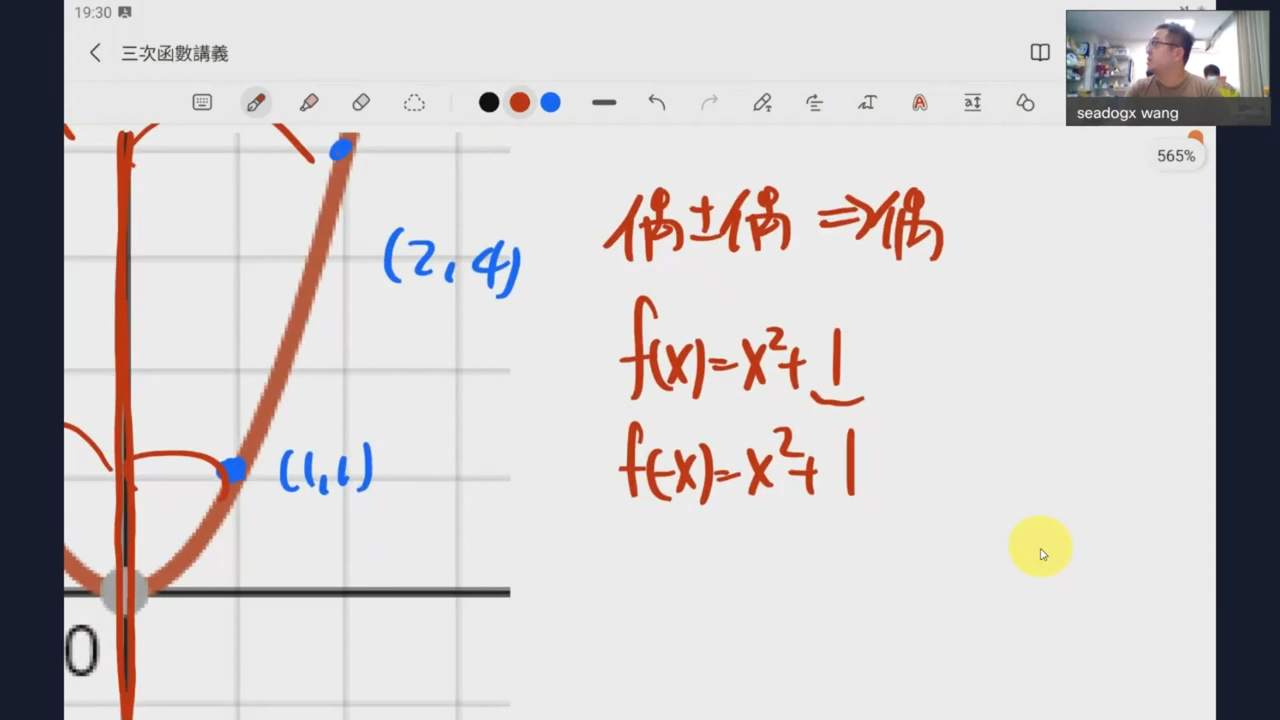 19:30
三次函數講義
seadogx wang
565%
偶±偶 ⇒偶
(2,4)
f(x)=x²+1
f(-x)=x²+1
(1,1)
0